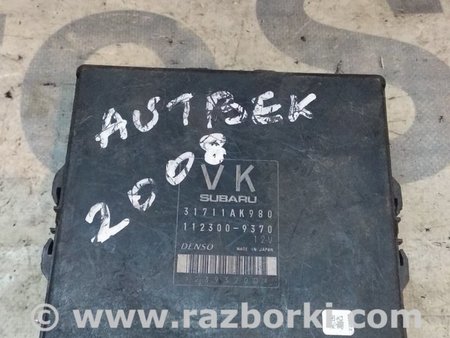 AUTBEK
2008
VK
SUBARU
31711AK980
112300-9370
12V
DENSO
MADE IN JAPAN
www.razborki.com